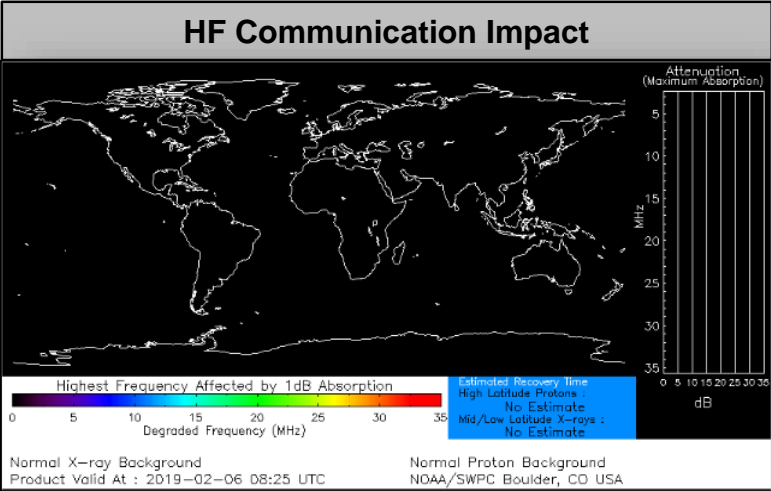 HF Communication Impact
Attenuation
(Maximum Absorption)
5
10
15
20
25
30
35
MHz
0 5 10 15 20 25 30 35
dB
Highest Frequency Affected by 1dB Absorption
0 5 10 15 20 25 30 35
Degraded Frequency (MHz)
Estimated Recovery Time
High Latitude Protons :
No Estimate
Mid/Low Latitude X-rays :
No Estimate
Normal X-ray Background
Normal Proton Background
Product Valid At : 2019-02-06 08:25 UTC
NOAA/SWPC Boulder, CO USA